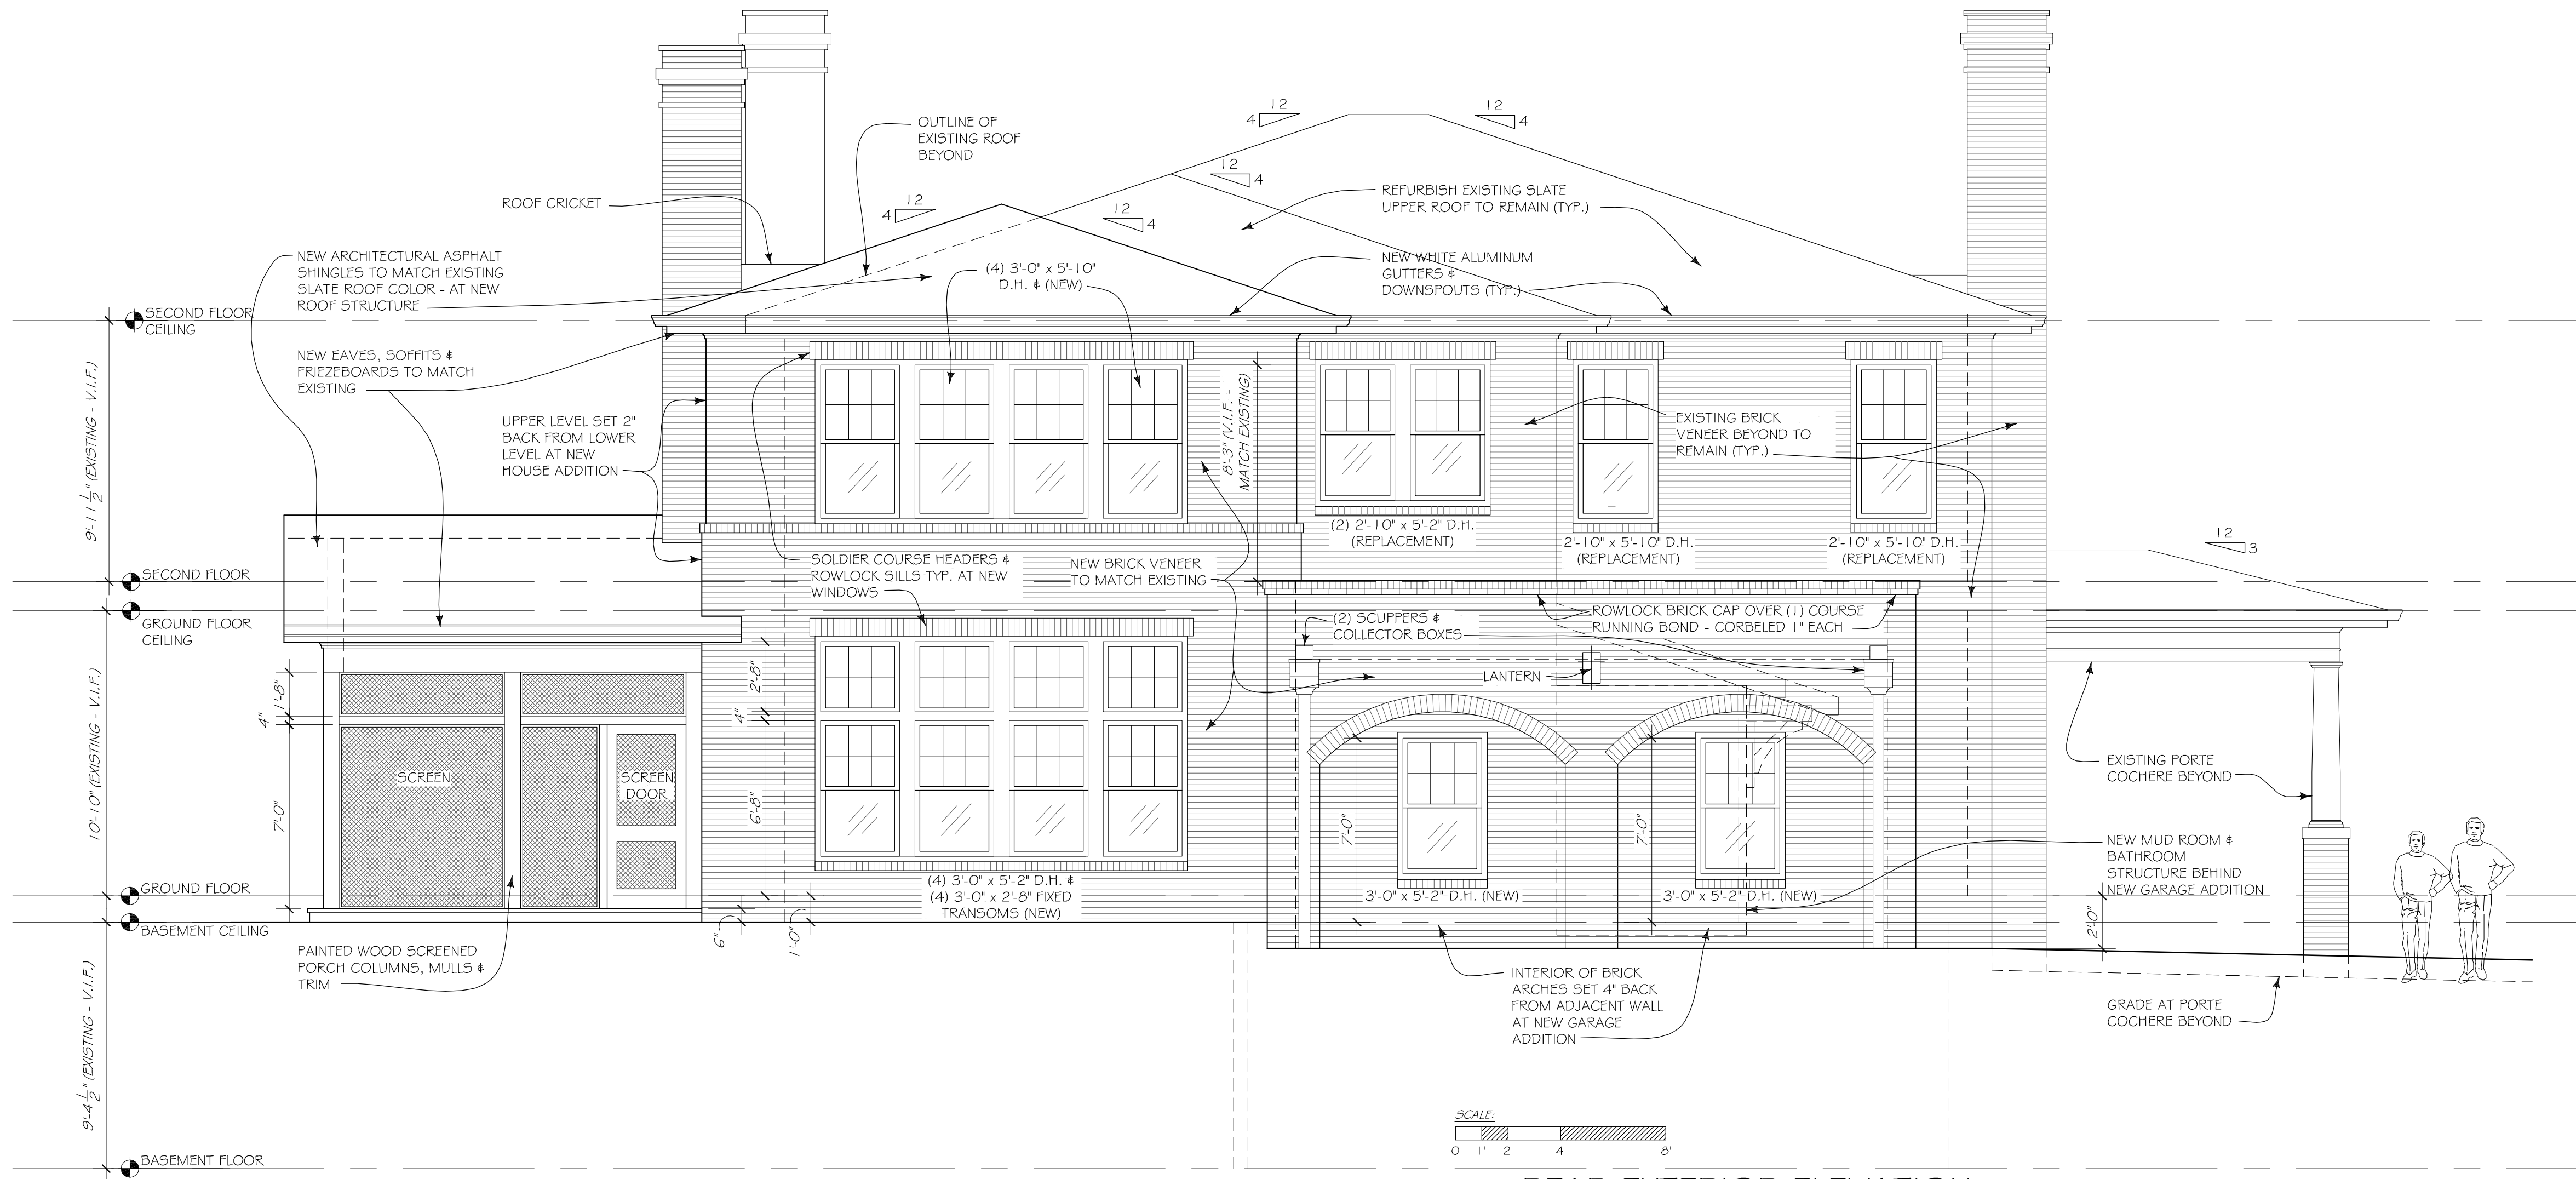 12
4
12
4
OUTLINE OF
EXISTING ROOF
BEYOND
12
4
ROOF CRICKET
12
4
12
4
REFURBISH EXISTING SLATE
UPPER ROOF TO REMAIN (TYP.)
NEW ARCHITECTURAL ASPHALT
SHINGLES TO MATCH EXISTING
SLATE ROOF COLOR - AT NEW
ROOF STRUCTURE
(4) 3'-0" x 5'-10"
D.H. & (NEW)
NEW WHITE ALUMINUM
GUTTERS &
DOWNSPOUTS (TYP.)
SECOND FLOOR
CEILING
NEW EAVES, SOFFITS &
FRIEZEBOARDS TO MATCH
EXISTING
9'-11 1/2" (EXISTING - V.I.F.)
UPPER LEVEL SET 2"
BACK FROM LOWER
LEVEL AT NEW
HOUSE ADDITION
8'-3" (V.I.F. -
MATCH EXISTING)
EXISTING BRICK
VENEER BEYOND TO
REMAIN (TYP.)
(2) 2'-10" x 5'-2" D.H.
(REPLACEMENT)
2'-10" x 5'-10" D.H.
(REPLACEMENT)
2'-10" x 5'-10" D.H.
(REPLACEMENT)
12
3
SOLDIER COURSE HEADERS &
ROWLOCK SILLS TYP. AT NEW
WINDOWS
NEW BRICK VENEER
TO MATCH EXISTING
SECOND FLOOR
GROUND FLOOR
CEILING
ROWLOCK BRICK CAP OVER (1) COURSE
RUNNING BOND - CORBELED 1" EACH
(2) SCUPPERS &
COLLECTOR BOXES
LANTERN
10'-10" (EXISTING - V.I.F.)
1'-8"
4"
7'-0"
2'-8"
4"
6'-8"
SCREEN
SCREEN
DOOR
7'-0"
7'-0"
EXISTING PORTE
COCHERE BEYOND
NEW MUD ROOM &
BATHROOM
STRUCTURE BEHIND
NEW GARAGE ADDITION
GROUND FLOOR
BASEMENT CEILING
(4) 3'-0" x 5'-2" D.H. &
(4) 3'-0" x 2'-8" FIXED
TRANSOMS (NEW)
3'-0" x 5'-2" D.H. (NEW)
3'-0" x 5'-2" D.H. (NEW)
6"
1'-0"
2'-0"
PAINTED WOOD SCREENED
PORCH COLUMNS, MULLS &
TRIM
INTERIOR OF BRICK
ARCHES SET 4" BACK
FROM ADJACENT WALL
AT NEW GARAGE
ADDITION
GRADE AT PORTE
COCHERE BEYOND
9'-4 1/2" (EXISTING - V.I.F.)
SCALE:
0 1' 2' 4' 8'
BASEMENT FLOOR
REAR EXTERIOR ELEVATION